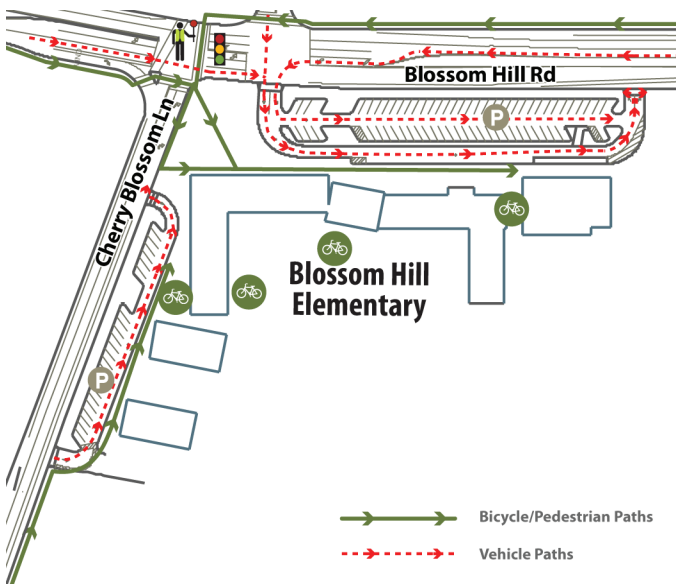 Blossom Hill Rd
P
Cherry Blossom Ln
Blossom Hill
Elementary
P
Bicycle/Pedestrian Paths
Vehicle Paths